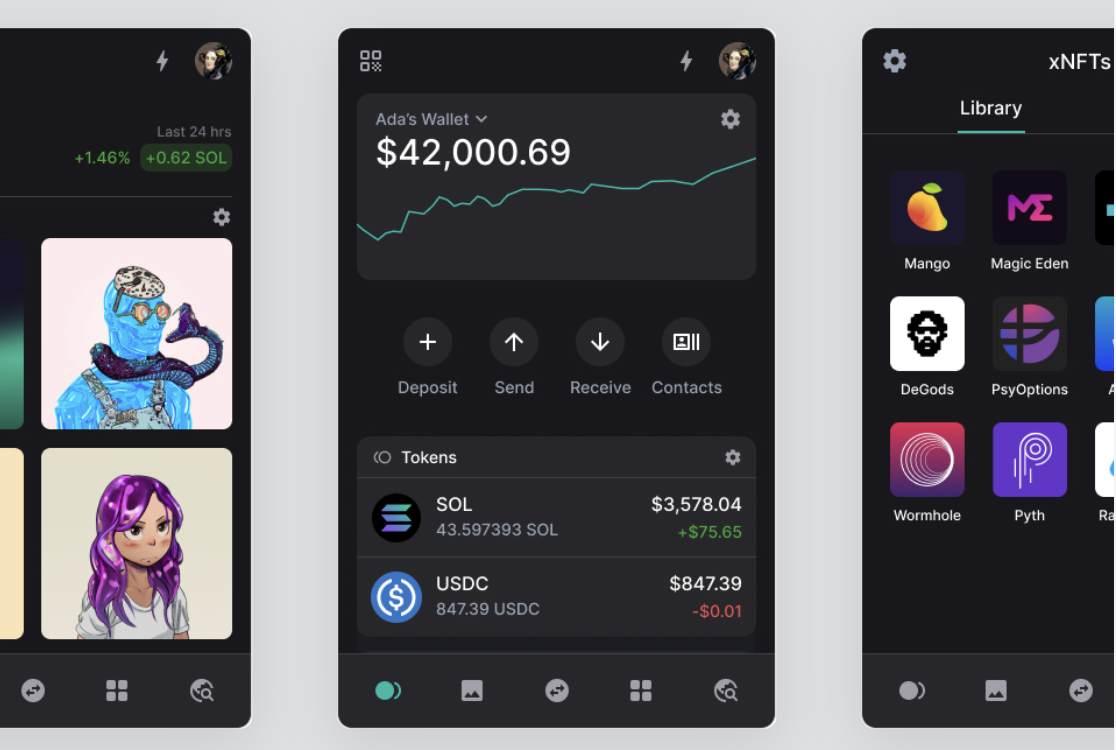 Last 24 hrs
+1.46% +0.62 SOL
Ada's Wallet
$42,000.69
Deposit Send Receive Contacts
Tokens
SOL $3,578.04
43.597393 SOL +$75.65
USDC $847.39
847.39 USDC -$0.01
xNFTs
Library
Mango Magic Eden
DeGods PsyOptions A
Wormhole Pyth Ra